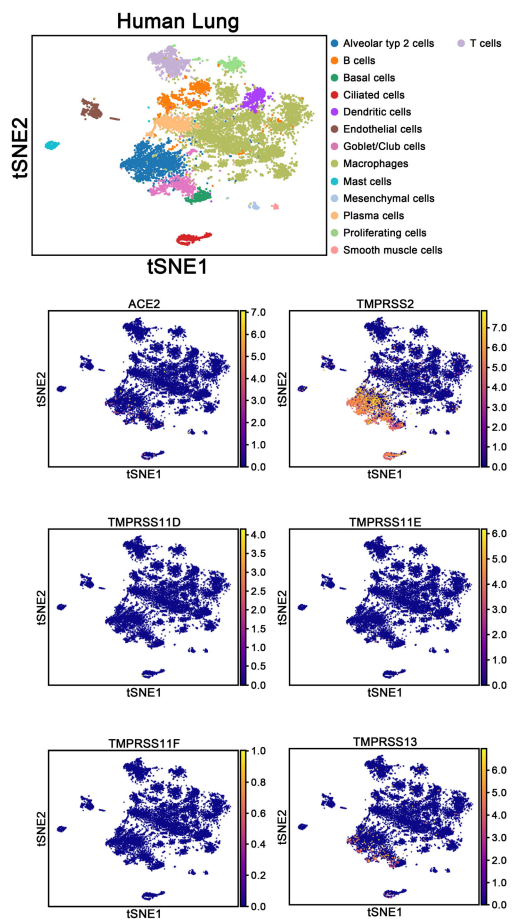 Human Lung
tSNE2
tSNE1
Alveolar typ 2 cells
B cells
Basal cells
Ciliated cells
Dendritic cells
Endothelial cells
Goblet/Club cells
Macrophages
Mast cells
Mesenchymal cells
Plasma cells
Proliferating cells
Smooth muscle cells
T cells
ACE2
tSNE2
tSNE1
7.0
6.0
5.0
4.0
3.0
2.0
1.0
0.0
TMPRSS2
tSNE2
tSNE1
7.0
6.0
5.0
4.0
3.0
2.0
1.0
0.0
TMPRSS11D
tSNE2
tSNE1
4.0
3.5
3.0
2.5
2.0
1.5
1.0
0.5
0.0
TMPRSS11E
tSNE2
tSNE1
6.0
5.0
4.0
3.0
2.0
1.0
0.0
TMPRSS11F
tSNE2
tSNE1
1.0
0.8
0.6
0.4
0.2
0.0
TMPRSS13
tSNE2
tSNE1
6.0
5.0
4.0
3.0
2.0
1.0
0.0